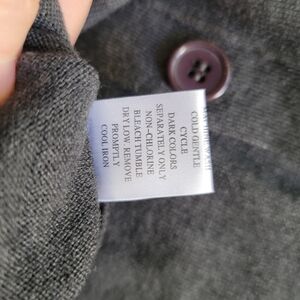 COLD GENTLE
CYCLE
DARK COLORS
SEPARATELY ONLY
NON-CHLORINE
BLEACH TUMBLE
DRY LOW. REMOVE
PROMPTLY
COOL IRON